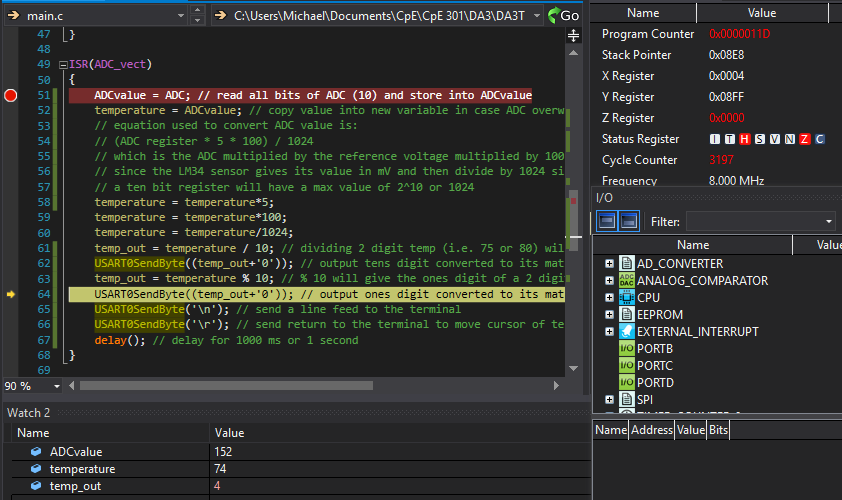 main.c
C:\Users\Michael\Documents\CpE\CpE 301\DA3\DA3T
Go
47 }
48
49 ISR(ADC_vect)
50 {
51 ADCvalue = ADC; // read all bits of ADC (10) and store into ADCvalue
52 temperature = ADCvalue; // copy value into new variable in case ADC overw
53 // equation used to convert ADC value is:
54 // (ADC register * 5 * 100) / 1024
55 // which is the ADC multiplied by the reference voltage multiplied by 100
56 // since the LM34 sensor gives its value in mV and then divide by 1024 si
57 // a ten bit register will have a max value of 2^10 or 1024
58 temperature = temperature*5;
59 temperature = temperature*100;
60 temperature = temperature/1024;
61 temp_out = temperature / 10; // dividing 2 digit temp (i.e. 75 or 80) wil
62 USART0SendByte((temp_out+'0')); // output tens digit converted to its mat
63 temp_out = temperature % 10; // % 10 will give the ones digit of a 2 digi
64 USART0SendByte((temp_out+'0')); // output ones digit converted to its mat
65 USART0SendByte('\n'); // send a line feed to the terminal
66 USART0SendByte('\r'); // send return to the terminal to move cursor of te
67 delay(); // delay for 1000 ms or 1 second
68 }
69
90 %
Watch 2
Name Value
ADCvalue 152
temperature 74
temp_out 4
Name Value
Program Counter 0x0000011D
Stack Pointer 0x08E8
X Register 0x0004
Y Register 0x08FF
Z Register 0x0000
Status Register I T H S V N Z C
Cycle Counter 3197
Frequency 8.000 MHz
I/O
Filter:
Name Value
AD_CONVERTER
ANALOG_COMPARATOR
CPU
EEPROM
EXTERNAL_INTERRUPT
I/O PORTB
I/O PORTC
I/O PORTD
SPI
Name Address Value Bits